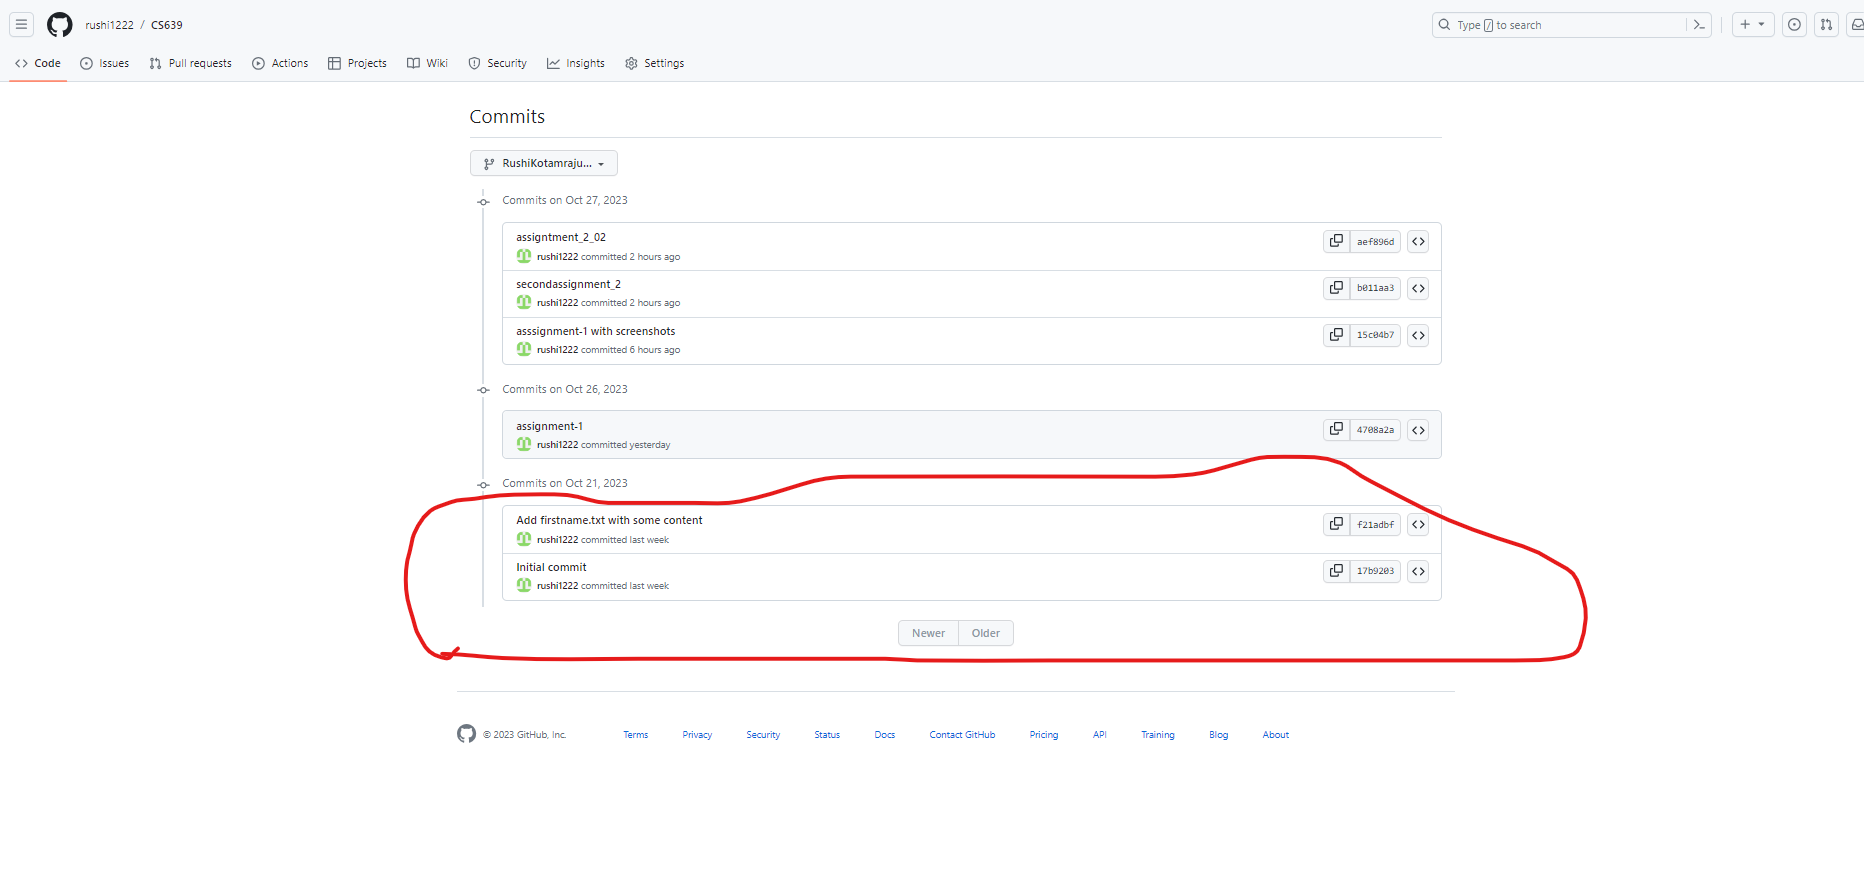 rushi1222 / CS639
Type / to search
Code Issues Pull requests Actions Projects Wiki Security Insights Settings
Commits
RushiKotamraju...
Commits on Oct 27, 2023
assigntment_2_02
rushi1222 committed 2 hours ago
aef896d
secondassignment_2
rushi1222 committed 2 hours ago
b011aa3
asssignment-1 with screenshots
rushi1222 committed 6 hours ago
15c04b7
Commits on Oct 26, 2023
assignment-1
rushi1222 committed yesterday
4708a2a
Commits on Oct 21, 2023
Add firstname.txt with some content
rushi1222 committed last week
f21adbf
Initial commit
rushi1222 committed last week
17b9203
Newer Older
© 2023 GitHub, Inc. Terms Privacy Security Status Docs Contact GitHub Pricing API Training Blog About